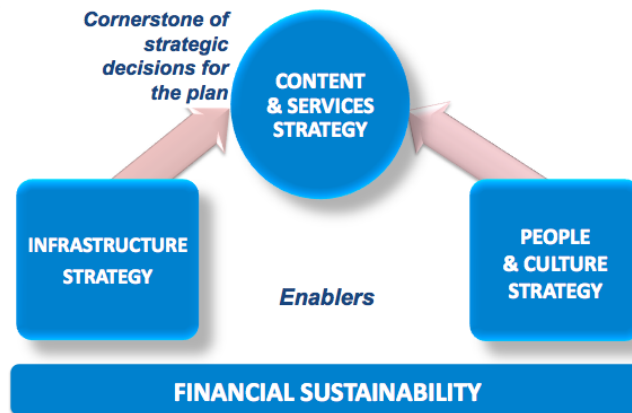 Cornerstone of
strategic
decisions for
the plan
CONTENT
& SERVICES
STRATEGY
INFRASTRUCTURE
STRATEGY
PEOPLE
& CULTURE
STRATEGY
Enablers
FINANCIAL SUSTAINABILITY